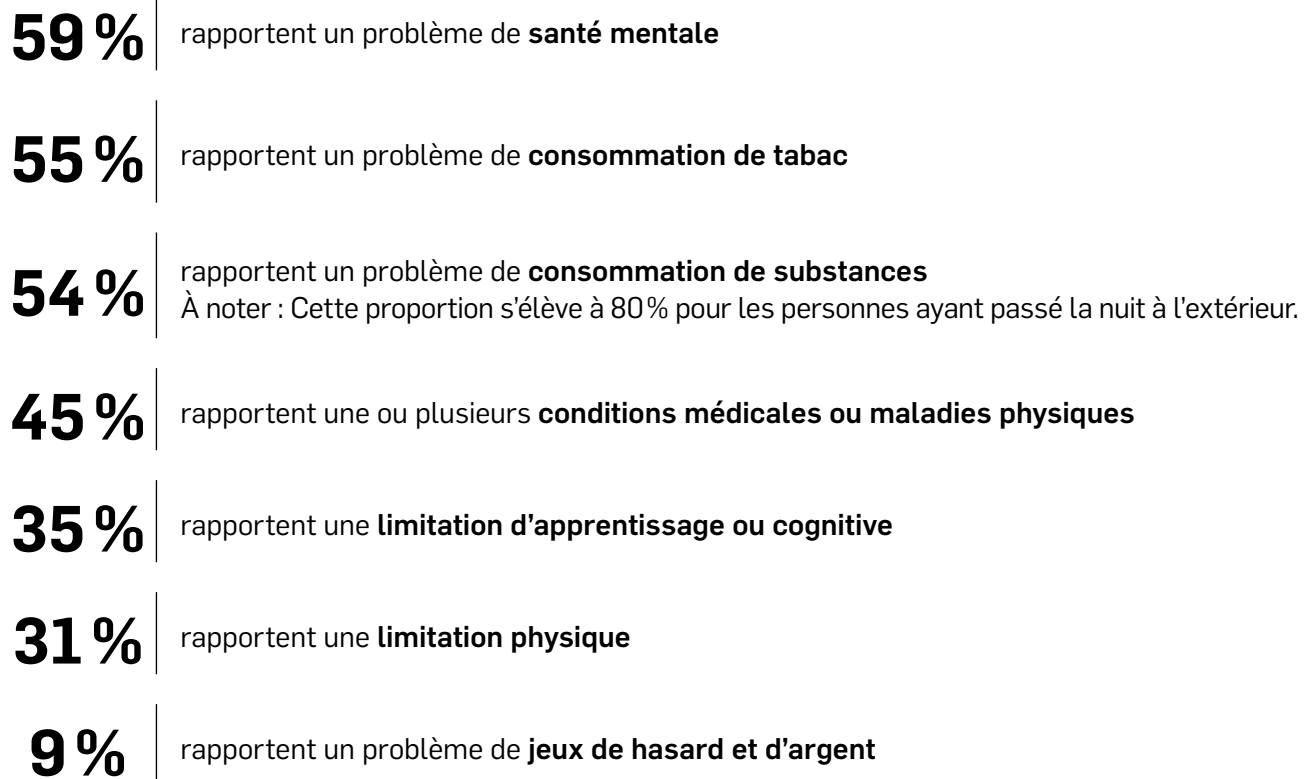 59 % rapportent un problème de santé mentale
55 % rapportent un problème de consommation de tabac
54 % rapportent un problème de consommation de substances
À noter : Cette proportion s’élève à 80 % pour les personnes ayant passé la nuit à l’extérieur.
45 % rapportent une ou plusieurs conditions médicales ou maladies physiques
35 % rapportent une limitation d’apprentissage ou cognitive
31 % rapportent une limitation physique
9 % rapportent un problème de jeux de hasard et d’argent